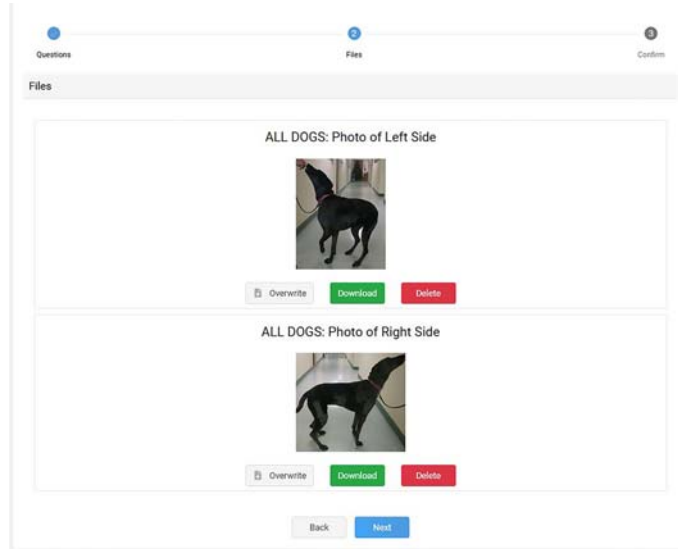 2 3
Questions Files Confirm
Files
ALL DOGS: Photo of Left Side
Overwrite Download Delete
ALL DOGS: Photo of Right Side
Overwrite Download Delete
Back Next